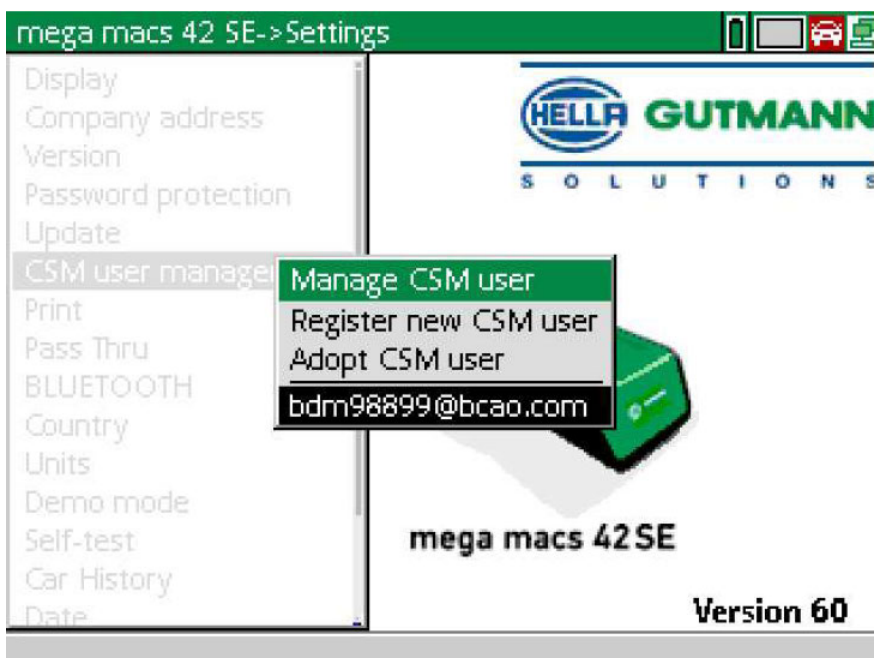 mega macs 42 SE->Settings
Display
Company address
Version
Password protection
Update
CSM user manage
Print
Pass Thru
BLUETOOTH
Country
Units
Demo mode
Self-test
Car History
Date
Manage CSM user
Register new CSM user
Adopt CSM user
bdm98899@bcao.com
HELLA GUTMANN
SOLUTIONS
mega macs 42SE
Version 60